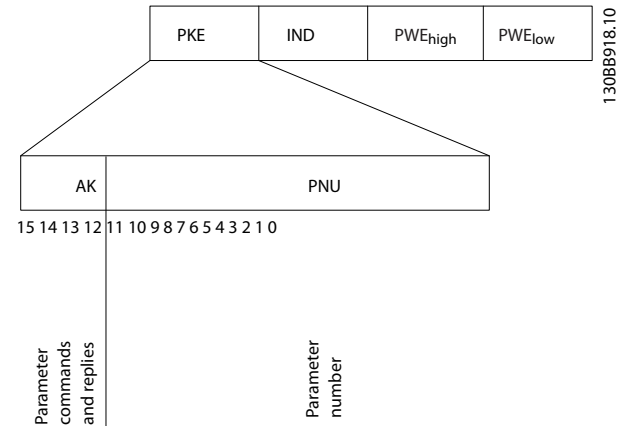 PKE IND PWEhigh PWElow
130BB918.10
AK PNU
15 14 13 12 11 10 9 8 7 6 5 4 3 2 1 0
Parameter
commands
and replies
Parameter
number